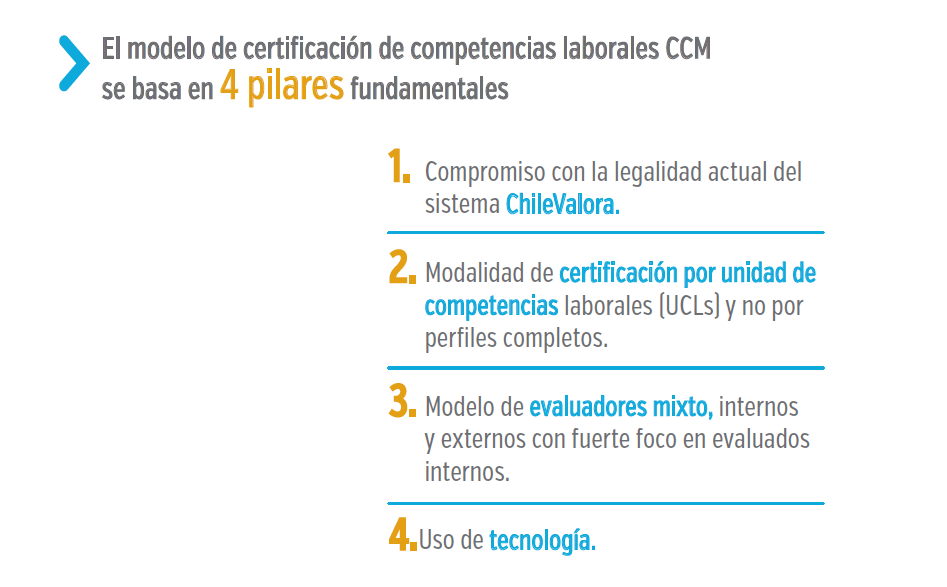 El modelo de certificación de competencias laborales CCM
se basa en 4 pilares fundamentales
1. Compromiso con la legalidad actual del
sistema ChileValora.
2. Modalidad de certificación por unidad de
competencias laborales (UCLs) y no por
perfiles completos.
3. Modelo de evaluadores mixto, internos
y externos con fuerte foco en evaluados
internos.
4. Uso de tecnología.